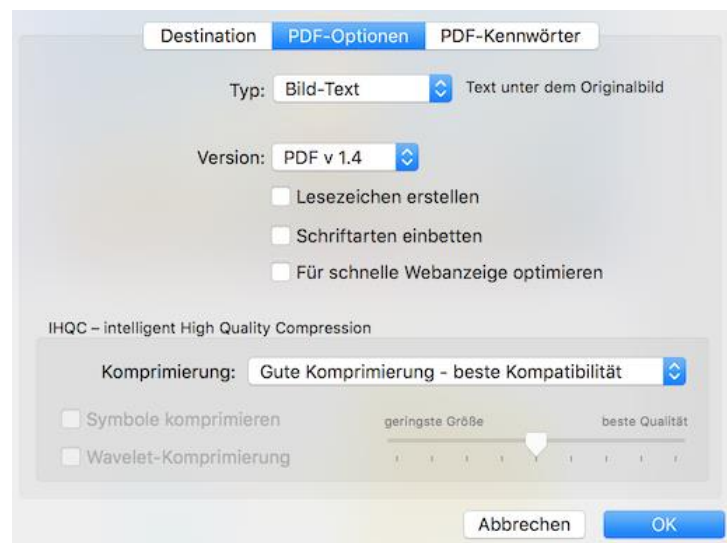 Destination PDF-Optionen PDF-Kennwörter
Typ: Bild-Text Text unter dem Originalbild
Version: PDF v 1.4
Lesezeichen erstellen
Schriftarten einbetten
Für schnelle Webanzeige optimieren
IHQC – intelligent High Quality Compression
Komprimierung: Gute Komprimierung - beste Kompatibilität
Symbole komprimieren geringste Größe beste Qualität
Wavelet-Komprimierung
Abbrechen OK